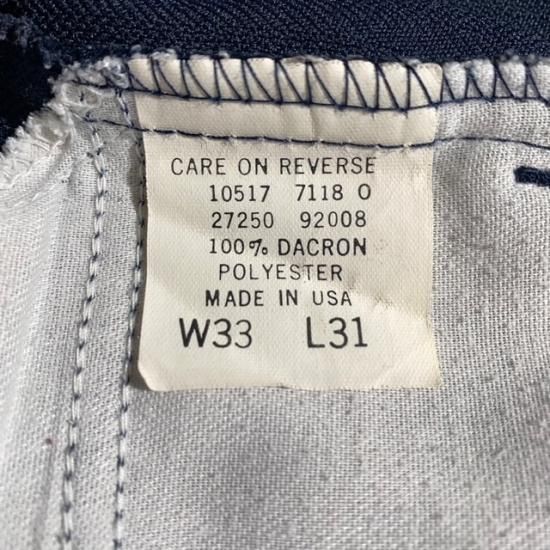 CARE ON REVERSE
10517 7118 0
27250 92008
100% DACRON
POLYESTER
MADE IN USA
W33 L31